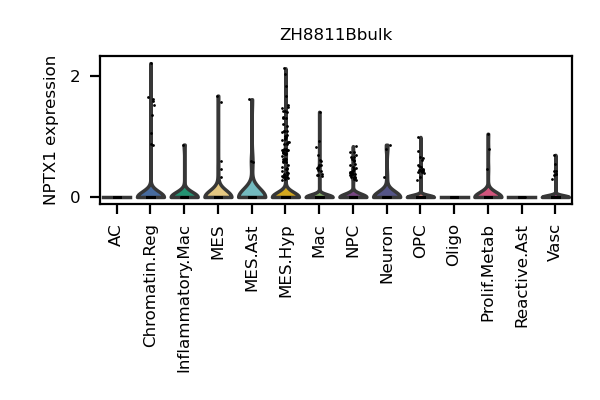 ZH8811Bbulk
NPTX1 expression
2
0
AC
Chromatin.Reg
Inflammatory.Mac
MES
MES.Ast
MES.Hyp
Mac
NPC
Neuron
OPC
Oligo
Prolif.Metab
Reactive.Ast
Vasc